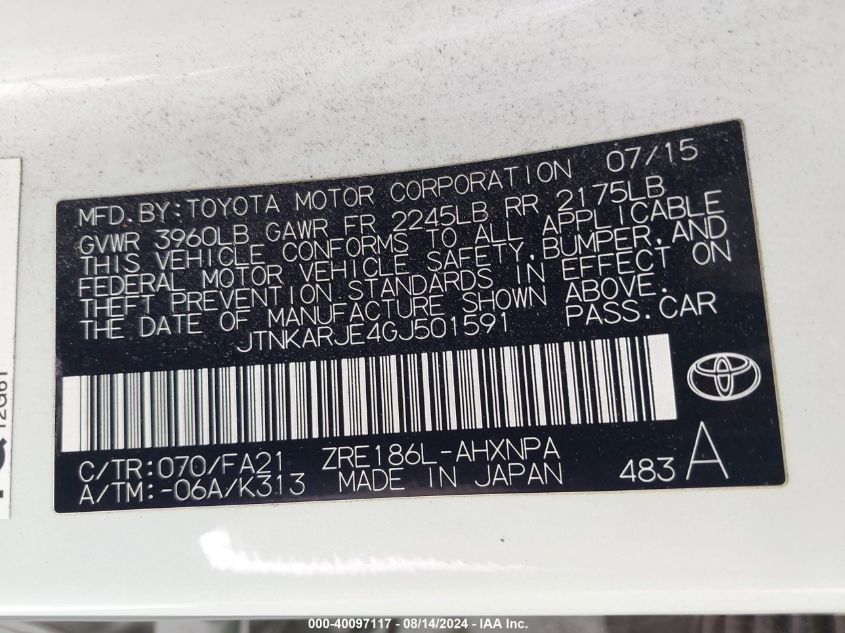 MFD.BY:TOYOTA MOTOR CORPORATION 07/15
GVWR 3960LB GAWR FR 2245LB RR 2175LB
THIS VEHICLE CONFORMS TO ALL APPLICABLE
FEDERAL MOTOR VEHICLE SAFETY,BUMPER,AND
THEFT PREVENTION STANDARDS IN EFFECT ON
THE DATE OF MANUFACTURE SHOWN ABOVE.
JTNKARJE4GJ501591 PASS.CAR
C/TR:070/FA21 ZRE186L-AHXNPA
A/TM:-06A/K313 MADE IN JAPAN 483 A
000-40097117 - 08/14/2024 - IAA Inc.